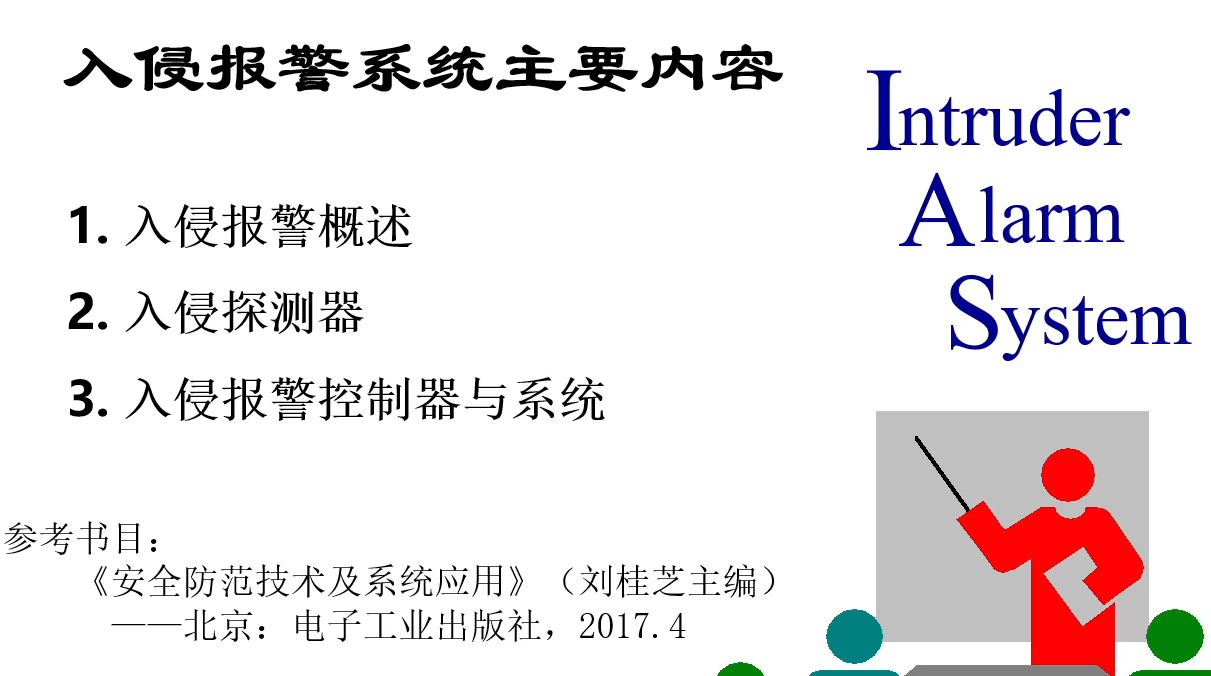 入侵报警系统主要内容
Intruder
Alarm
System
1. 入侵报警概述
2. 入侵探测器
3. 入侵报警控制器与系统
参考书目：
《安全防范技术及系统应用》（刘桂芝主编）
——北京：电子工业出版社，2017.4